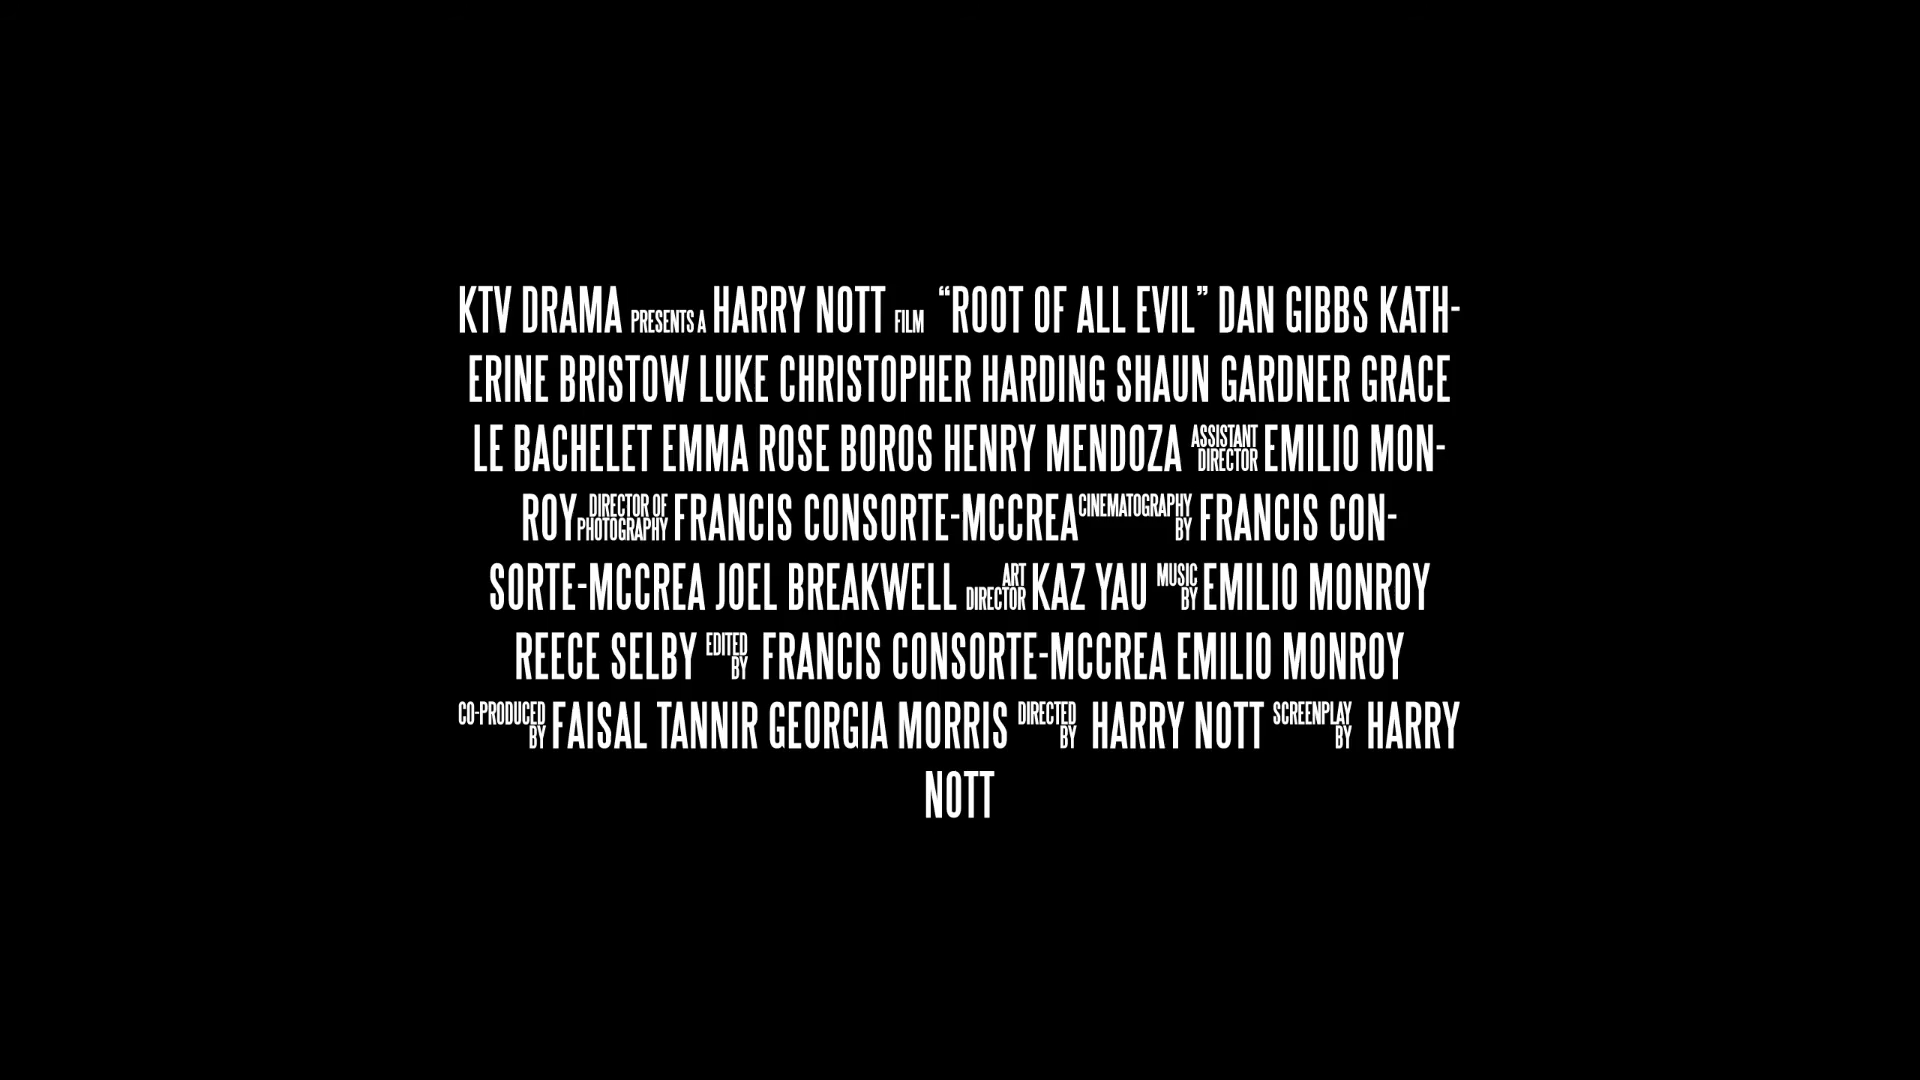 KTV DRAMA PRESENTS A HARRY NOTT FILM “ROOT OF ALL EVIL” DAN GIBBS KATH-
ERINE BRISTOW LUKE CHRISTOPHER HARDING SHAUN GARDNER GRACE
LE BACHELET EMMA ROSE BOROS HENRY MENDOZA ASSISTANT DIRECTOR EMILIO MON-
ROY DIRECTOR OF PHOTOGRAPHY FRANCIS CONSORTE-MCCREA CINEMATOGRAPHY BY FRANCIS CON-
SORTE-MCCREA JOEL BREAKWELL ART DIRECTOR KAZ YAU MUSIC BY EMILIO MONROY
REECE SELBY EDITED BY FRANCIS CONSORTE-MCCREA EMILIO MONROY
CO-PRODUCED BY FAISAL TANNIR GEORGIA MORRIS DIRECTED BY HARRY NOTT SCREENPLAY BY HARRY
NOTT